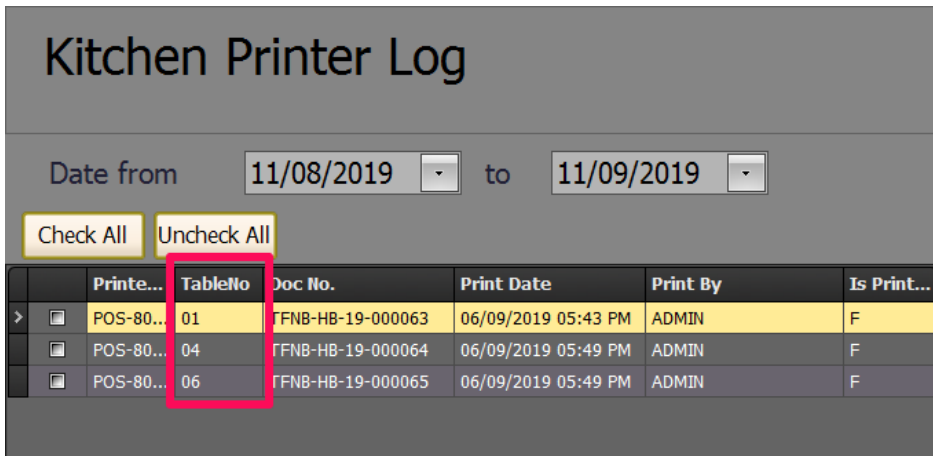 Kitchen Printer Log
Date from 11/08/2019 to 11/09/2019
Check All Uncheck All
Printe... TableNo Doc No. Print Date Print By Is Print...
POS-80... 01 TFNB-HB-19-000063 06/09/2019 05:43 PM ADMIN F
POS-80... 04 TFNB-HB-19-000064 06/09/2019 05:49 PM ADMIN F
POS-80... 06 TFNB-HB-19-000065 06/09/2019 05:49 PM ADMIN F